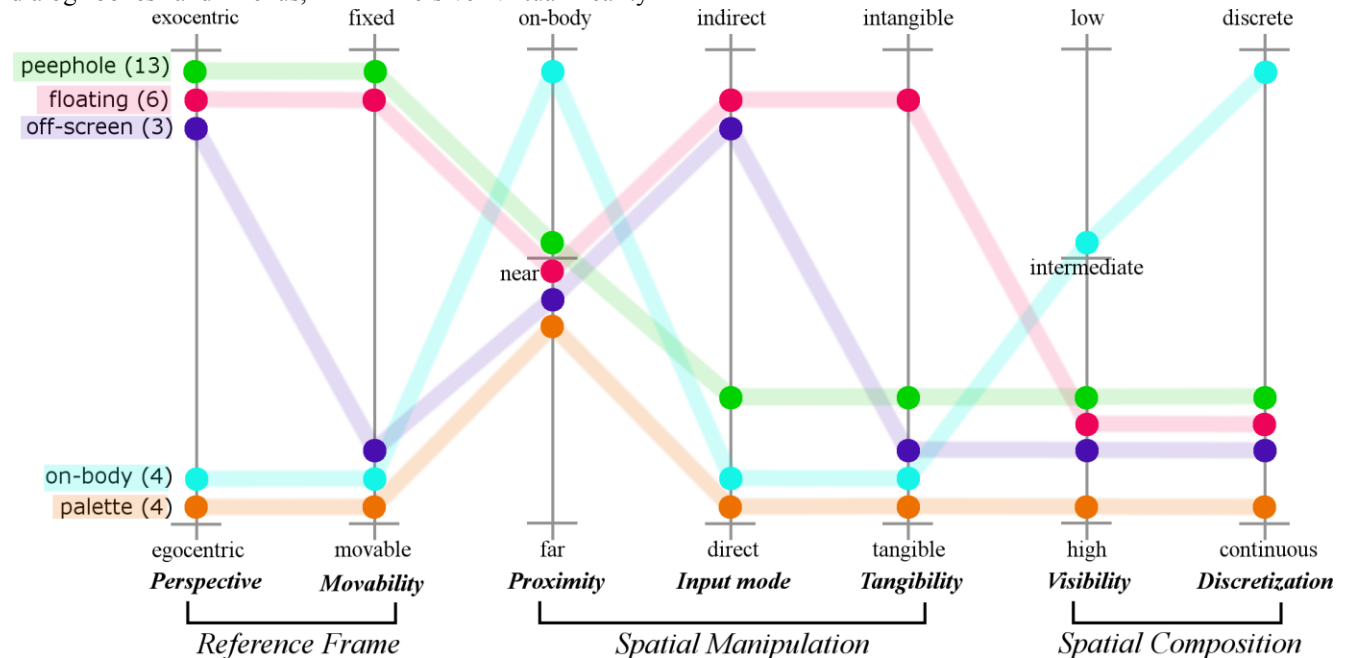 exocentric fixed on-body indirect intangible low discrete
peephole (13)
floating (6)
off-screen (3)
near
intermediate
on-body (4)
palette (4)
egocentric movable far direct tangible high continuous
Perspective Movability Proximity Input mode Tangibility Visibility Discretization
Reference Frame Spatial Manipulation Spatial Composition